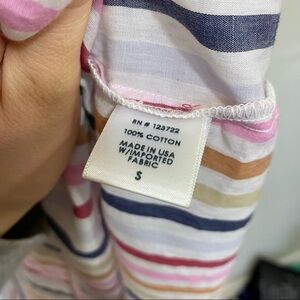 RN # 123722
100% COTTON
MADE IN USA
W/IMPORTED
FABRIC
S